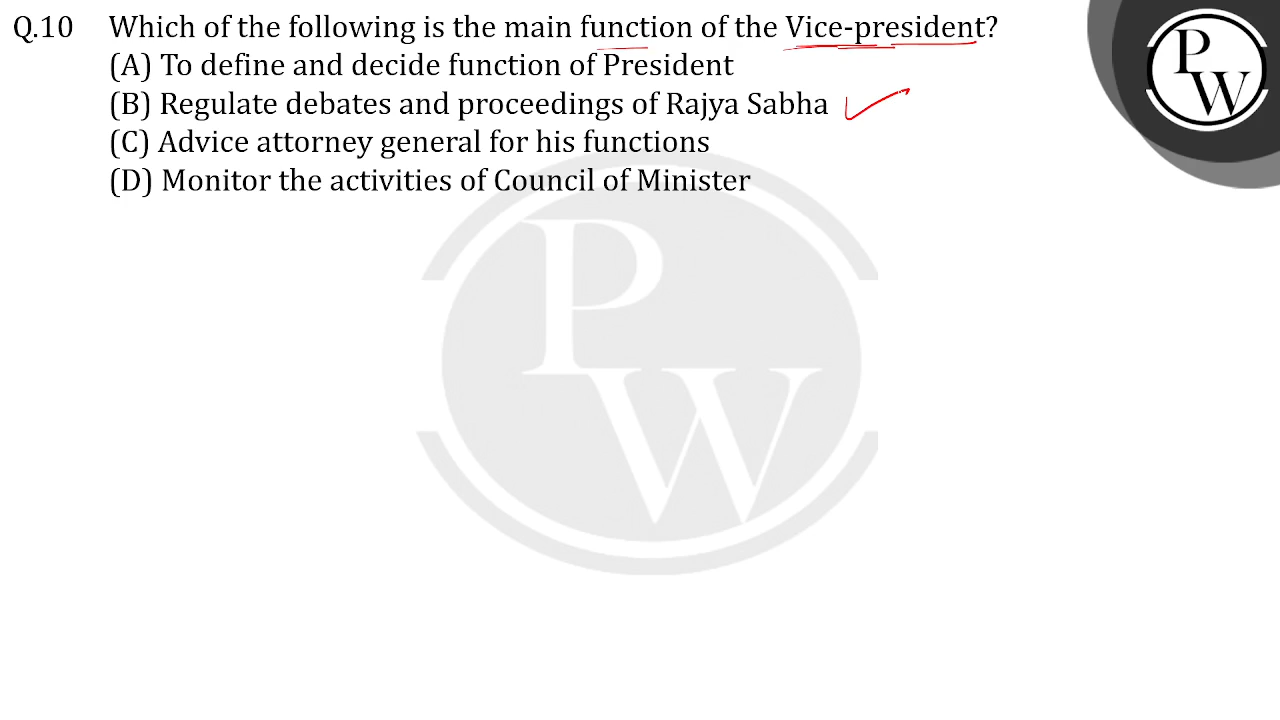 Q.10 Which of the following is the main function of the Vice-president?
(A) To define and decide function of President
(B) Regulate debates and proceedings of Rajya Sabha
(C) Advice attorney general for his functions
(D) Monitor the activities of Council of Minister
P
W
P
W